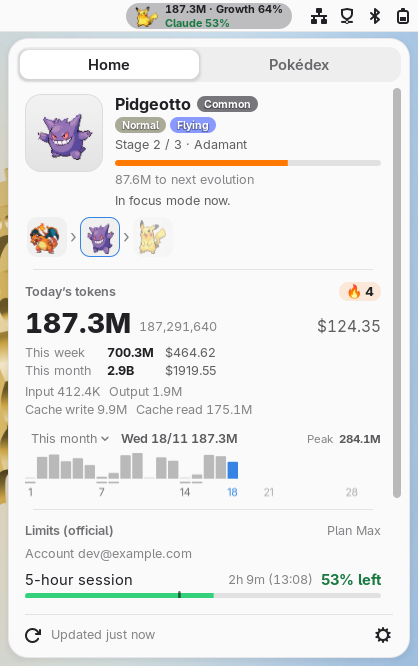 187.3M · Growth 64%
Claude 53%
Home Pokédex
Pidgeotto Common
Normal Flying
Stage 2 / 3 · Adamant
87.6M to next evolution
In focus mode now.
Today's tokens 🔥 4
187.3M 187,291,640 $124.35
This week 700.3M $464.62
This month 2.9B $1919.55
Input 412.4K Output 1.9M
Cache write 9.9M Cache read 175.1M
This month Wed 18/11 187.3M Peak 284.1M
1 7 14 18 21 28
Limits (official) Plan Max
Account dev@example.com
5-hour session 2h 9m (13:08) 53% left
Updated just now